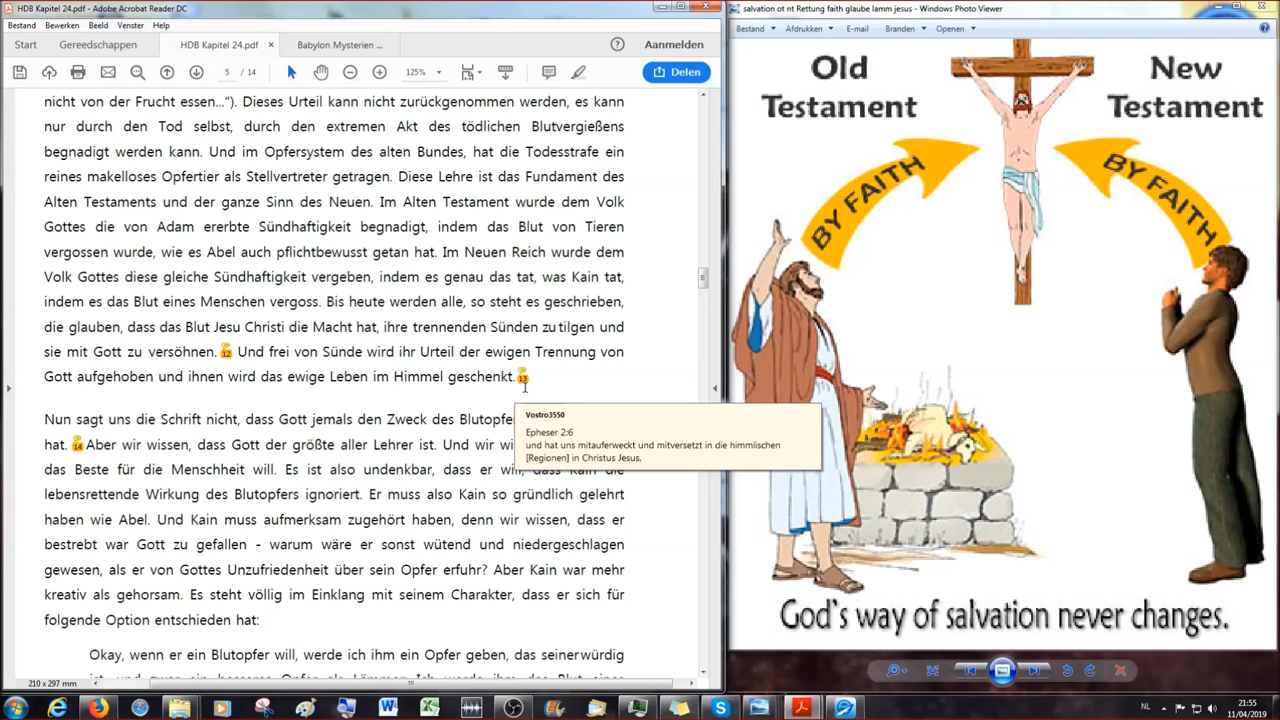 HDB Kapitel 24.pdf - Adobe Acrobat Reader DC
Bestand Bewerken Beeld Venster Help
Start Gereedschappen HDB Kapitel 24.pdf × Babylon Mysterien ... Aanmelden
5 / 14 125% Delen
nicht von der Frucht essen...“). Dieses Urteil kann nicht zurückgenommen werden, es kann
nur durch den Tod selbst, durch den extremen Akt des tödlichen Blutvergießens
begnadigt werden kann. Und im Opfersystem des alten Bundes, hat die Todesstrafe ein
reines makelloses Opfertier als Stellvertreter getragen. Diese Lehre ist das Fundament des
Alten Testaments und der ganze Sinn des Neuen. Im Alten Testament wurde dem Volk
Gottes die von Adam ererbte Sündhaftigkeit begnadigt, indem das Blut von Tieren
vergossen wurde, wie es Abel auch pflichtbewusst getan hat. Im Neuen Reich wurde dem
Volk Gottes diese gleiche Sündhaftigkeit vergeben, indem es genau das tat, was Kain tat,
indem es das Blut eines Menschen vergoss. Bis heute werden alle, so steht es geschrieben,
die glauben, dass das Blut Jesu Christi die Macht hat, ihre trennenden Sünden zu tilgen und
sie mit Gott zu versöhnen. 12 Und frei von Sünde wird ihr Urteil der ewigen Trennung von
Gott aufgehoben und ihnen wird das ewige Leben im Himmel geschenkt. 13
Nun sagt uns die Schrift nicht, dass Gott jemals den Zweck des Blutopfe
hat. 14 Aber wir wissen, dass Gott der größte aller Lehrer ist. Und wir wi
das Beste für die Menschheit will. Es ist also undenkbar, dass er will, dass Kain die
lebensrettende Wirkung des Blutopfers ignoriert. Er muss also Kain so gründlich gelehrt
haben wie Abel. Und Kain muss aufmerksam zugehört haben, denn wir wissen, dass er
bestrebt war Gott zu gefallen - warum wäre er sonst wütend und niedergeschlagen
gewesen, als er von Gottes Unzufriedenheit über sein Opfer erfuhr? Aber Kain war mehr
kreativ als gehorsam. Es steht völlig im Einklang mit seinem Charakter, dass er sich für
folgende Option entschieden hat:
Okay, wenn er ein Blutopfer will, werde ich ihm ein Opfer geben, das seiner würdig
Vostro3550
Epheser 2:6
und hat uns mitauferweckt und mitversetzt in die himmlischen
[Regionen] in Christus Jesus,
210 x 297 mm
salvation ot nt Rettung faith glaube lamm jesus - Windows Photo Viewer
Bestand Afdrukken E-mail Branden Openen
Old
Testament
New
Testament
BY FAITH
BY FAITH
God's way of salvation never changes.
NL 21:55
11/04/2019